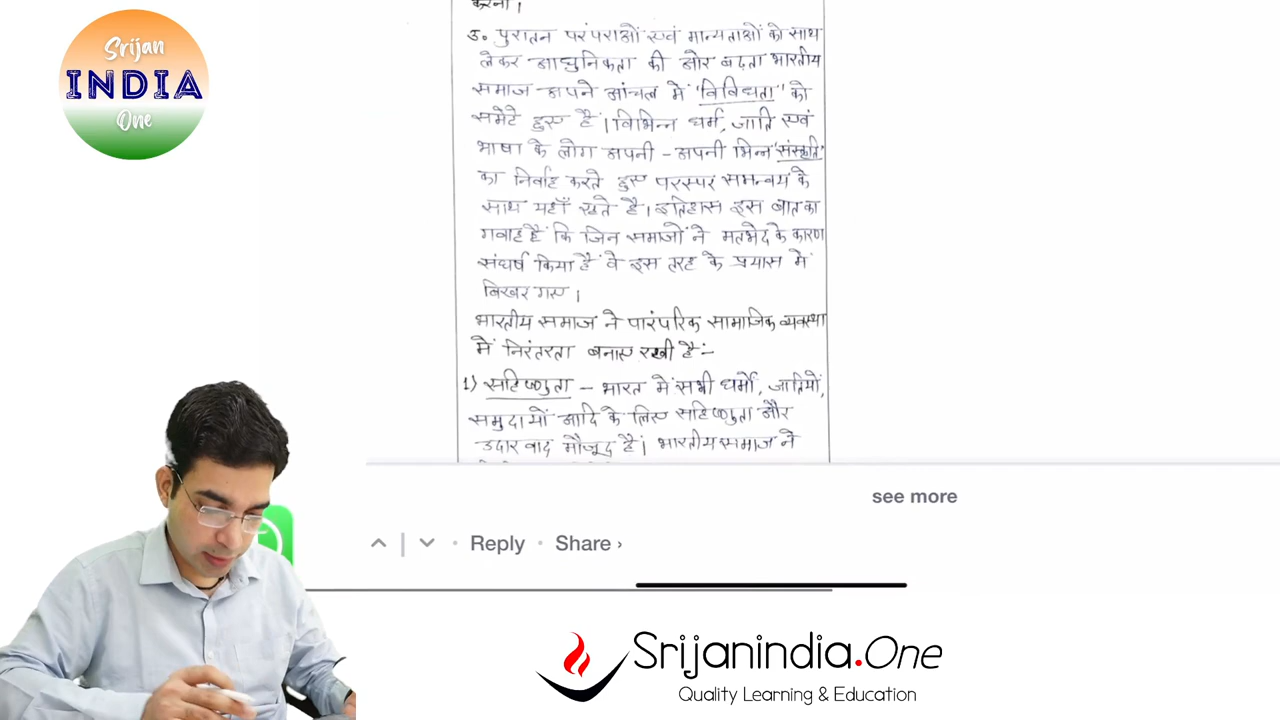 Srijan
INDIA
One
करना।
उ॰ पुरातन परंपराओं एवं मान्यताओं को साथ
लेकर आधुनिकता की ओर बढ़ता भारतीय
समाज अपने आंचल में 'विविधता' को
समेटे हुए है। विभिन्न धर्म, जाति एवं
भाषा के लोग अपनी - अपनी भिन्न 'संस्कृति'
का निर्वाह करते हुए परस्पर समन्वय के
साथ यहाँ रहते है। इतिहास इस बात का
गवाह है कि जिन समाजों ने मतभेद के कारण
संघर्ष किया है वे इस तरह के प्रयास में
बिखर गए।
भारतीय समाज ने पारंपरिक सामाजिक व्यवस्था
में निरंतरता बनाए रखी है:-
1) सहिष्णुता - भारत में सभी धर्मों, जातियों,
समुदायों आदि के लिए सहिष्णुता और
उदारवाद मौजूद है। भारतीय समाज ने
see more
Reply Share ›
Srijanindia.One
Quality Learning & Education